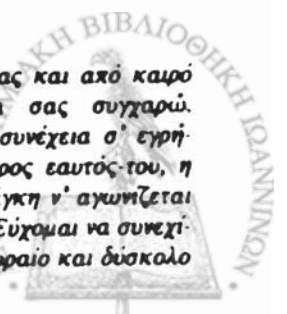 ας και από καιρό
σας συγχαρώ.
συνέχεια σ' εγρή-
ρος εαυτός-του, η
γκη ν' αγωνίζεται
Εύχομαι να συνεχί-
ραίο και δύσκολο
ΒΙΒΛΙΟΘΗΚΗ ΙΩΑΝΝΙΝΩΝ